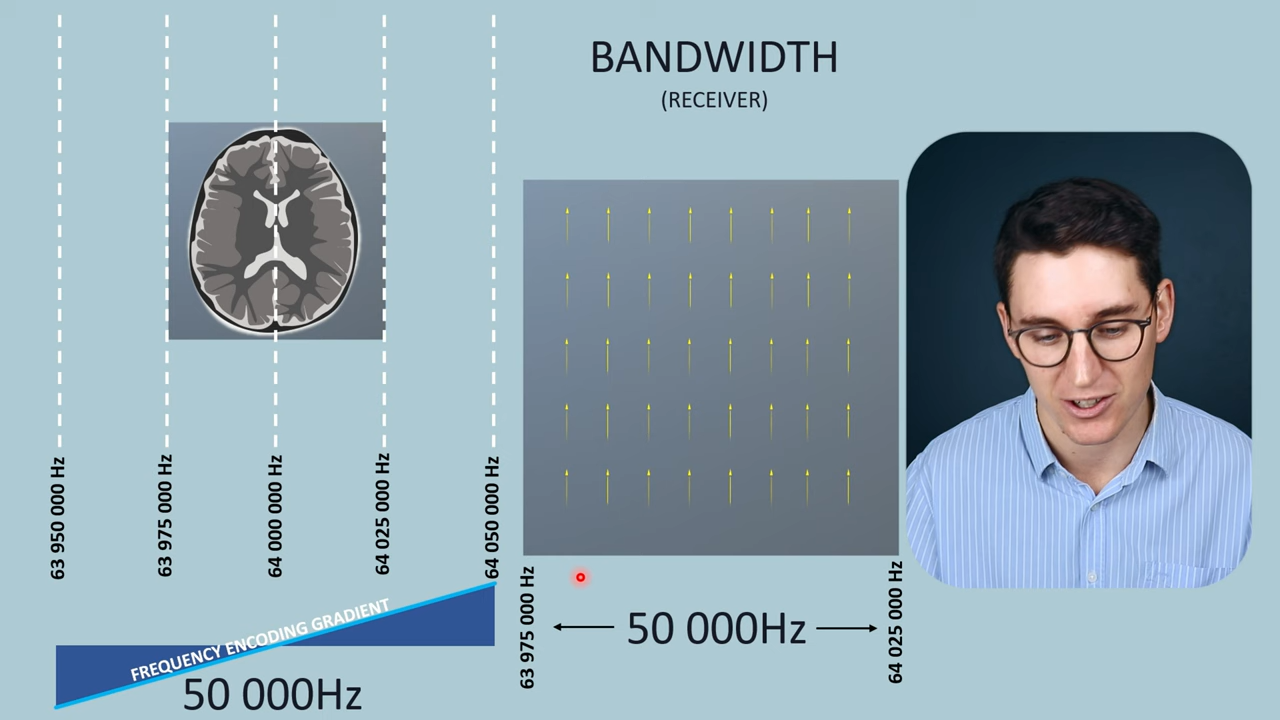 BANDWIDTH
(RECEIVER)
63 950 000 Hz
63 975 000 Hz
64 000 000 Hz
64 025 000 Hz
64 050 000 Hz
FREQUENCY ENCODING GRADIENT
50 000Hz
63 975 000 Hz
50 000Hz
64 025 000 Hz